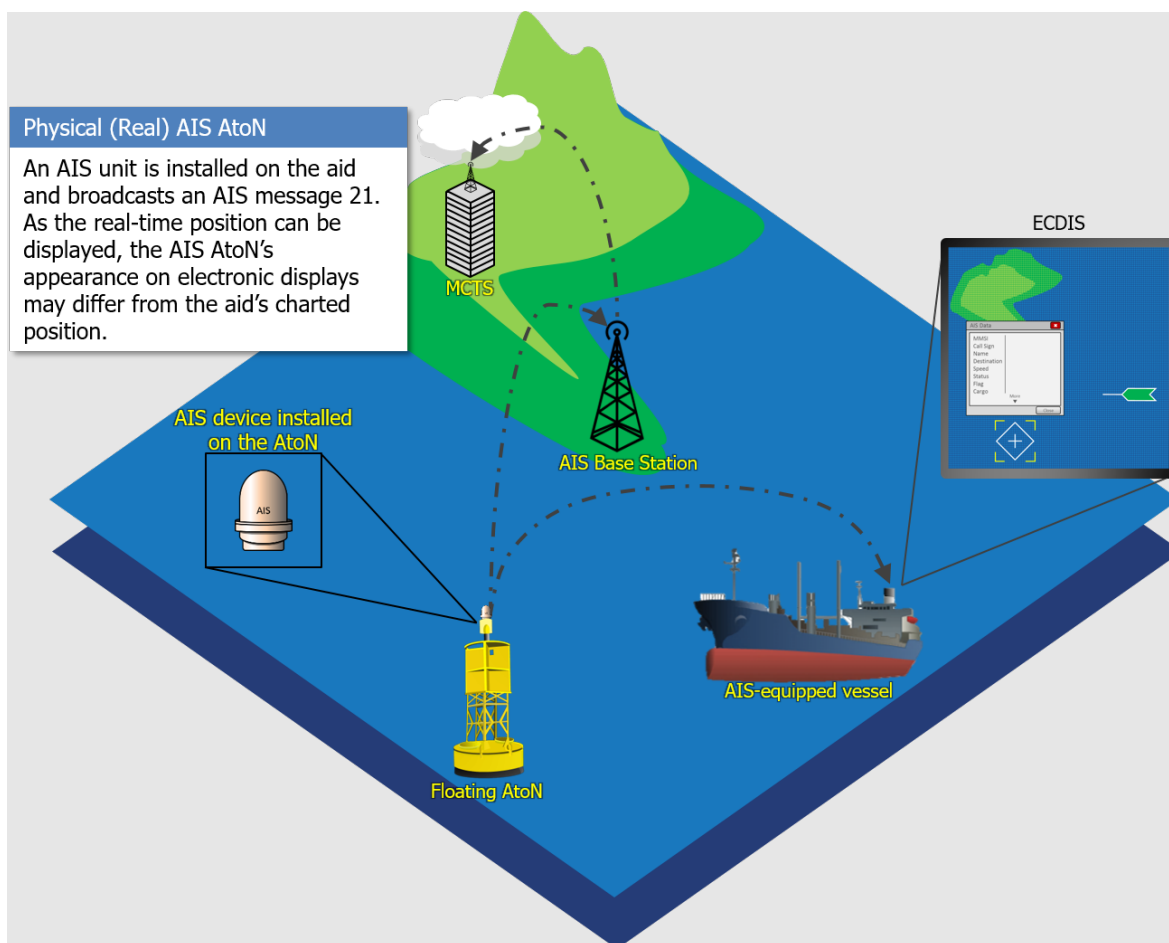 Physical (Real) AIS AtoN
An AIS unit is installed on the aid
and broadcasts an AIS message 21.
As the real-time position can be
displayed, the AIS AtoN’s
appearance on electronic displays
may differ from the aid’s charted
position.
MCTS
ECDIS
AIS Data
MMSI
Call Sign
Name
Destination
Speed
Status
Flag
Cargo
More
Close
AIS device installed
on the AtoN
AIS
AIS Base Station
AIS-equipped vessel
Floating AtoN